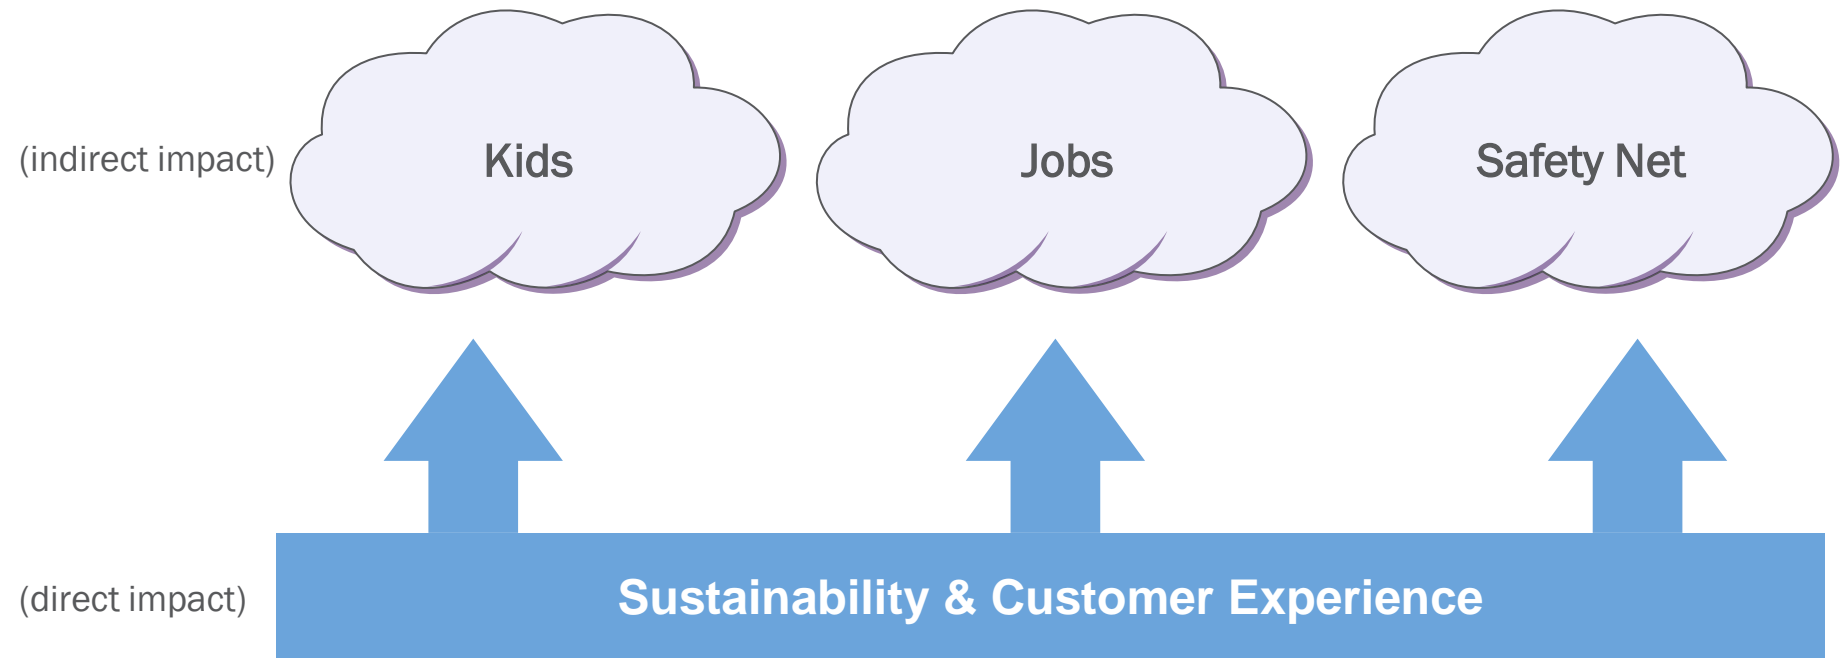 (indirect impact)
Kids
Jobs
Safety Net
(direct impact)
Sustainability & Customer Experience